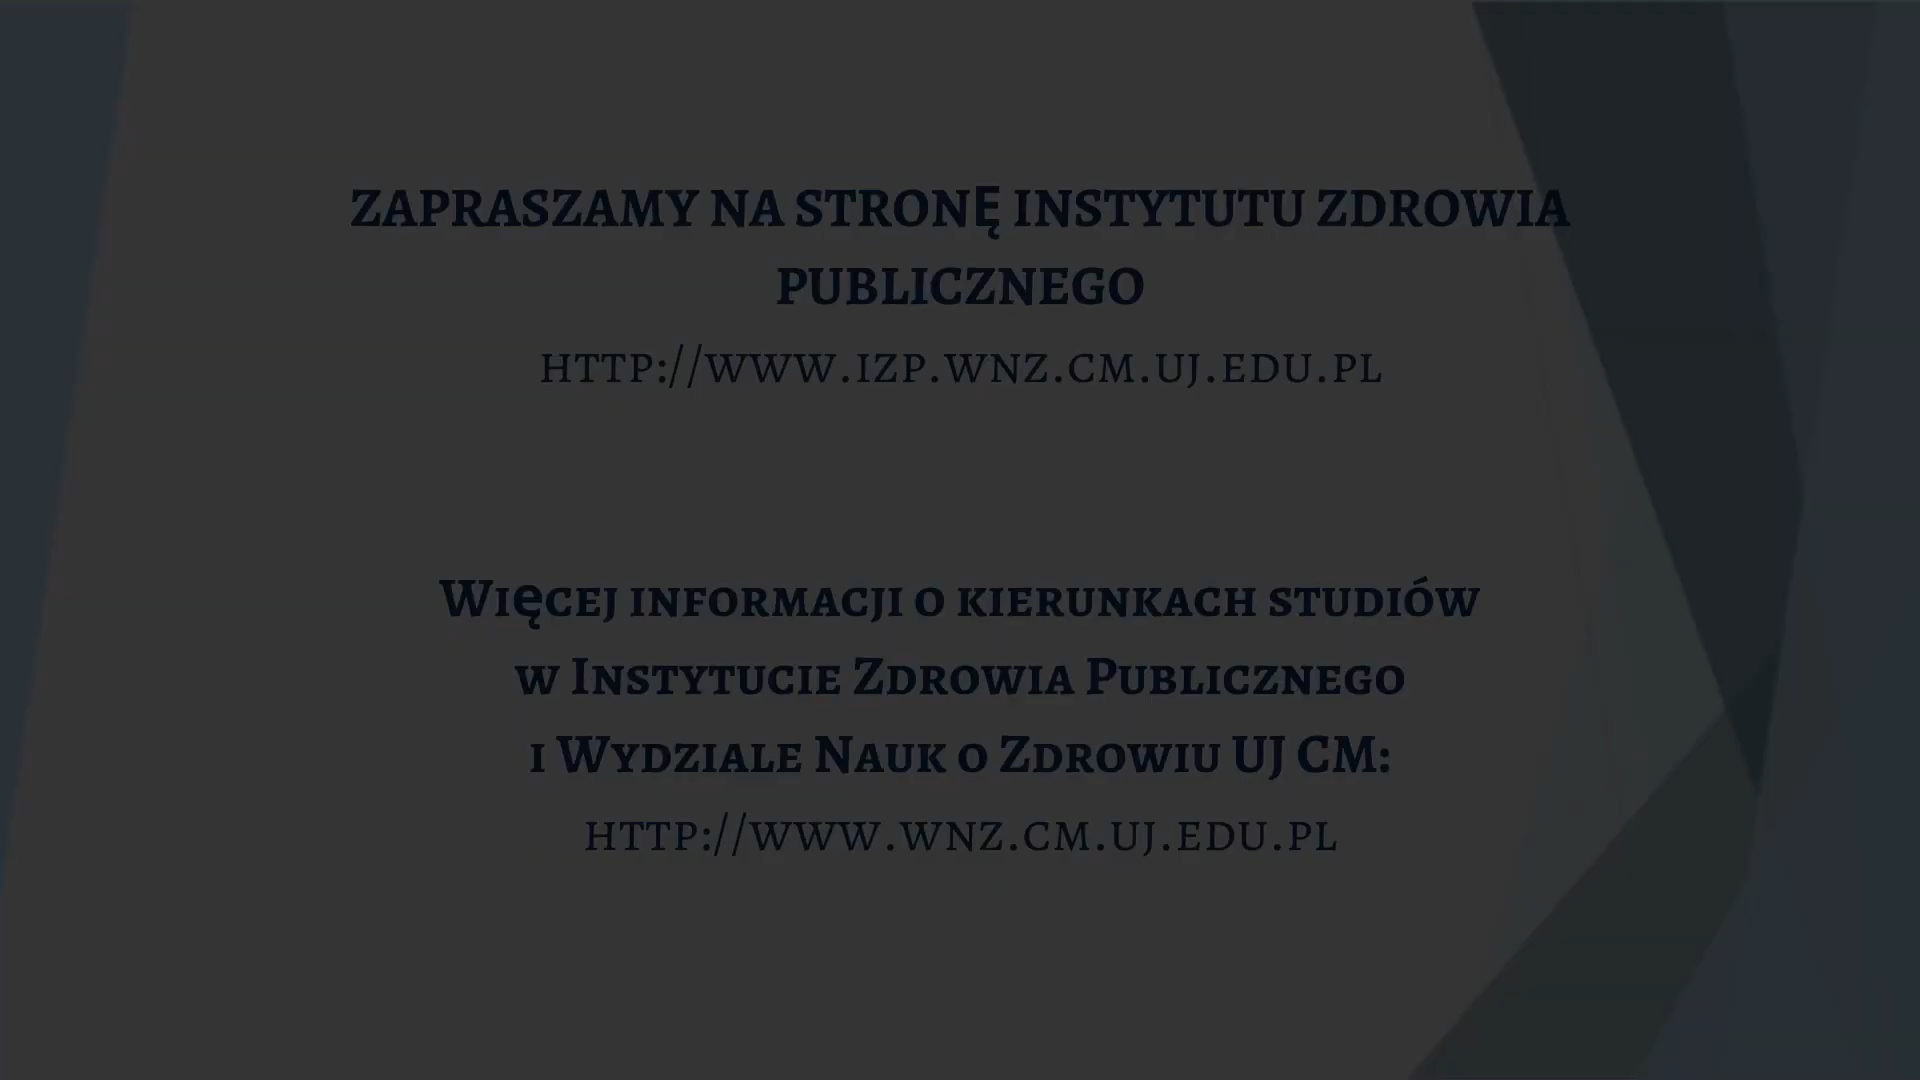 ZAPRASZAMY NA STRONĘ INSTYTUTU ZDROWIA
PUBLICZNEGO
HTTP://WWW.IZP.WNZ.CM.UJ.EDU.PL
Więcej informacji o kierunkach studiów
w Instytucie Zdrowia Publicznego
i Wydziale Nauk o Zdrowiu UJ CM:
HTTP://WWW.WNZ.CM.UJ.EDU.PL